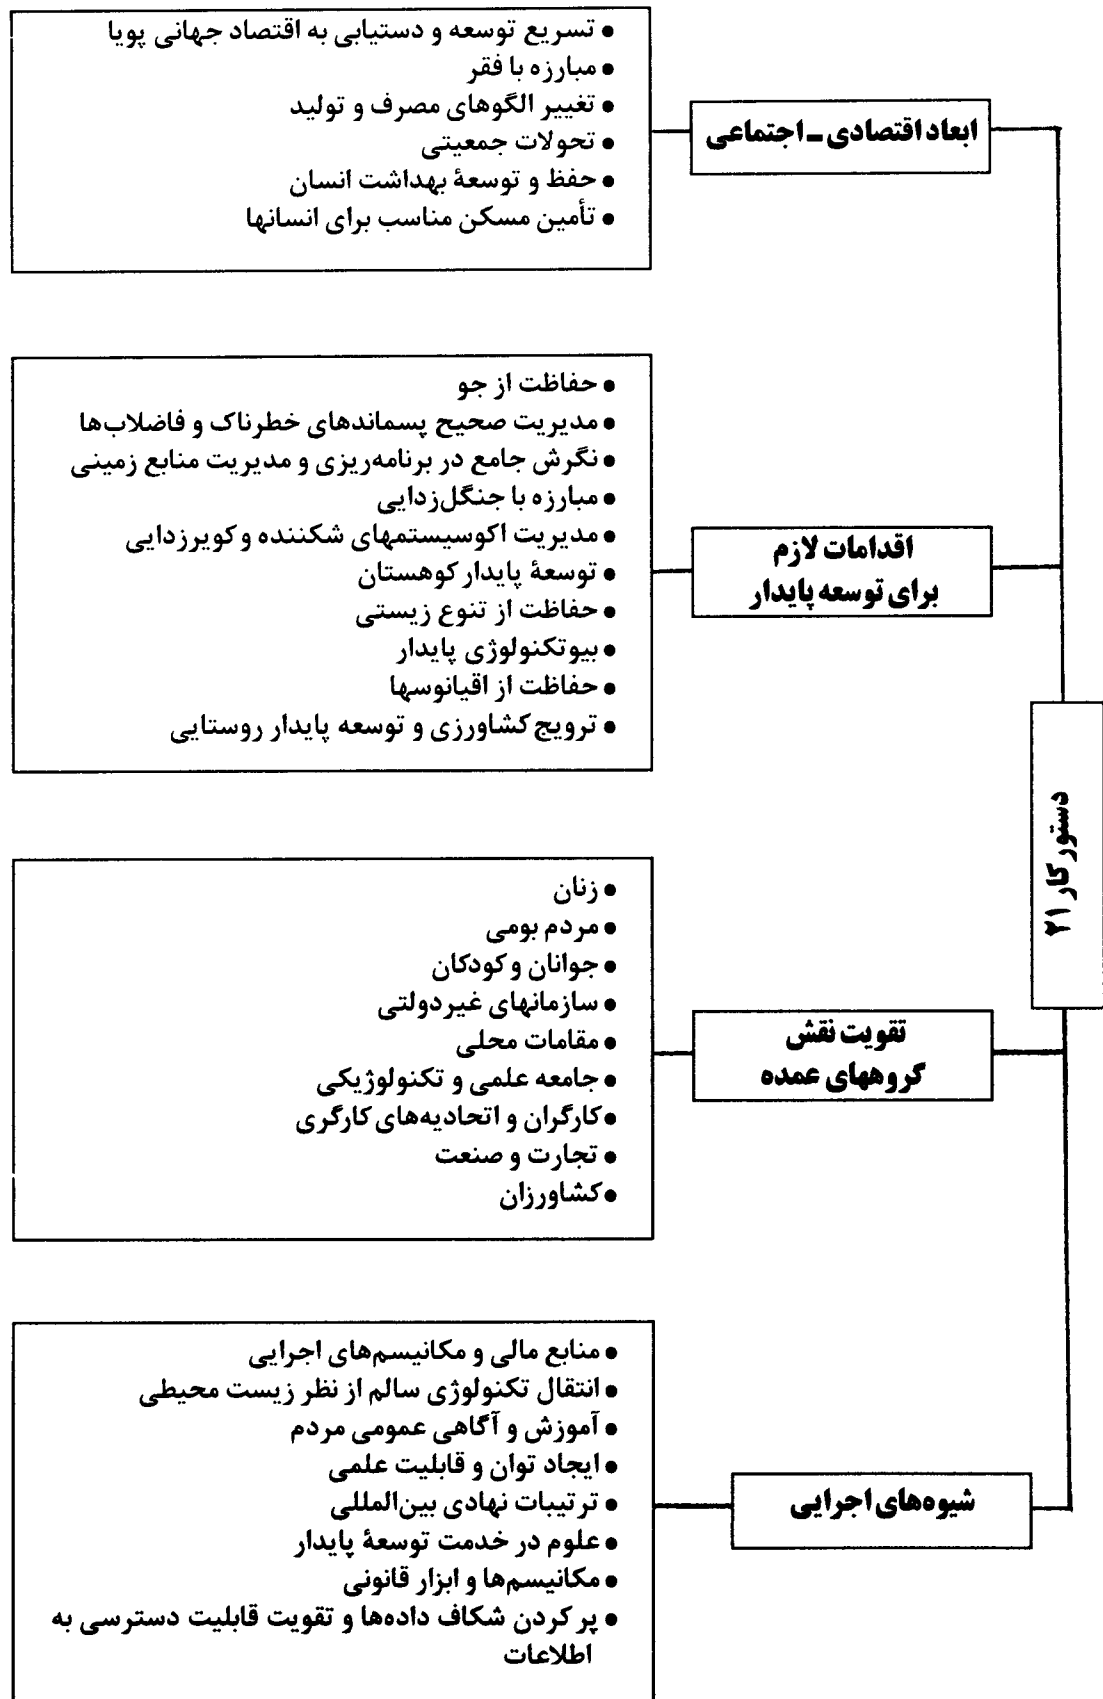 دستور کار ۲۱
ابعاد اقتصادی ـ اجتماعی
• تسریع توسعه و دستیابی به اقتصاد جهانی پویا
• مبارزه با فقر
• تغییر الگوهای مصرف و تولید
• تحولات جمعیتی
• حفظ و توسعهٔ بهداشت انسان
• تأمین مسکن مناسب برای انسانها
اقدامات لازم
برای توسعه پایدار
• حفاظت از جو
• مدیریت صحیح پسماندهای خطرناک و فاضلاب‌ها
• نگرش جامع در برنامه‌ریزی و مدیریت منابع زمینی
• مبارزه با جنگل‌زدایی
• مدیریت اکوسیستمهای شکننده و کویرزدایی
• توسعهٔ پایدار کوهستان
• حفاظت از تنوع زیستی
• بیوتکنولوژی پایدار
• حفاظت از اقیانوسها
• ترویج کشاورزی و توسعه پایدار روستایی
تقویت نقش
گروههای عمده
• زنان
• مردم بومی
• جوانان و کودکان
• سازمانهای غیردولتی
• مقامات محلی
• جامعه علمی و تکنولوژیکی
• کارگران و اتحادیه‌های کارگری
• تجارت و صنعت
• کشاورزان
شیوه‌های اجرایی
• منابع مالی و مکانیسم‌های اجرایی
• انتقال تکنولوژی سالم از نظر زیست محیطی
• آموزش و آگاهی عمومی مردم
• ایجاد توان و قابلیت علمی
• ترتیبات نهادی بین‌المللی
• علوم در خدمت توسعهٔ پایدار
• مکانیسم‌ها و ابزار قانونی
• پر کردن شکاف داده‌ها و تقویت قابلیت دسترسی به
اطلاعات